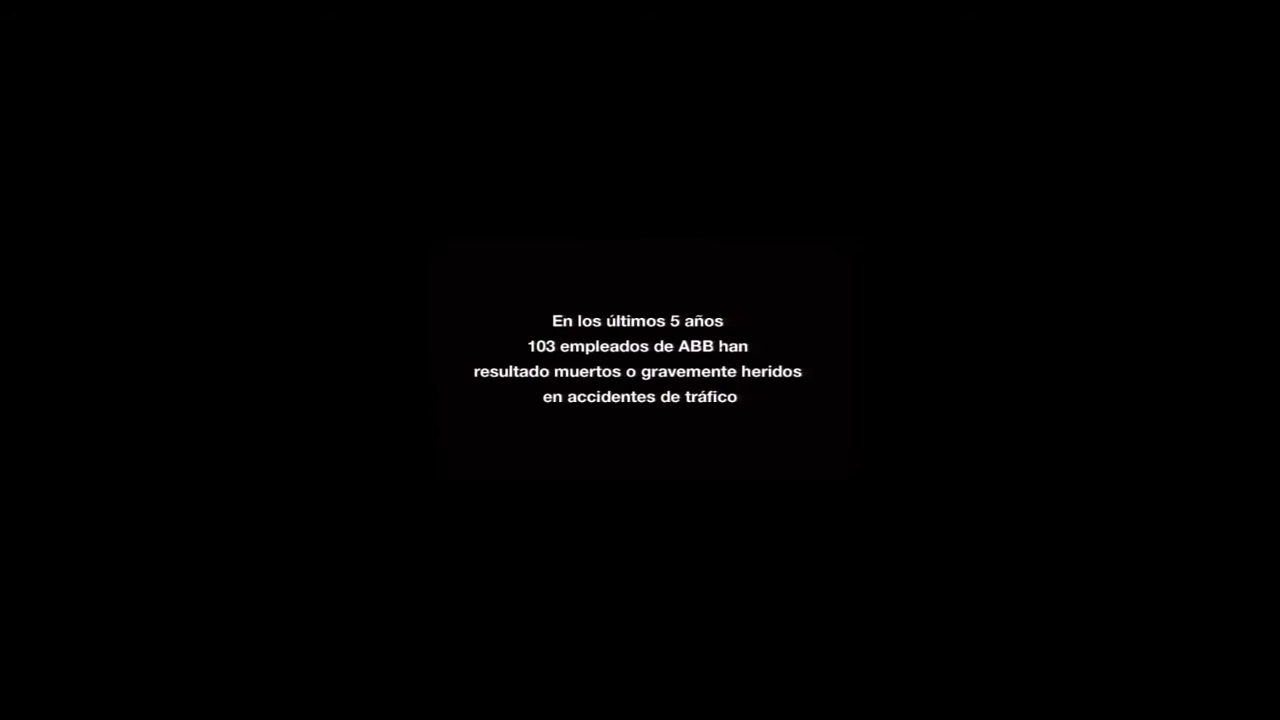 En los últimos 5 años
103 empleados de ABB han
resultado muertos o gravemente heridos
en accidentes de tráfico